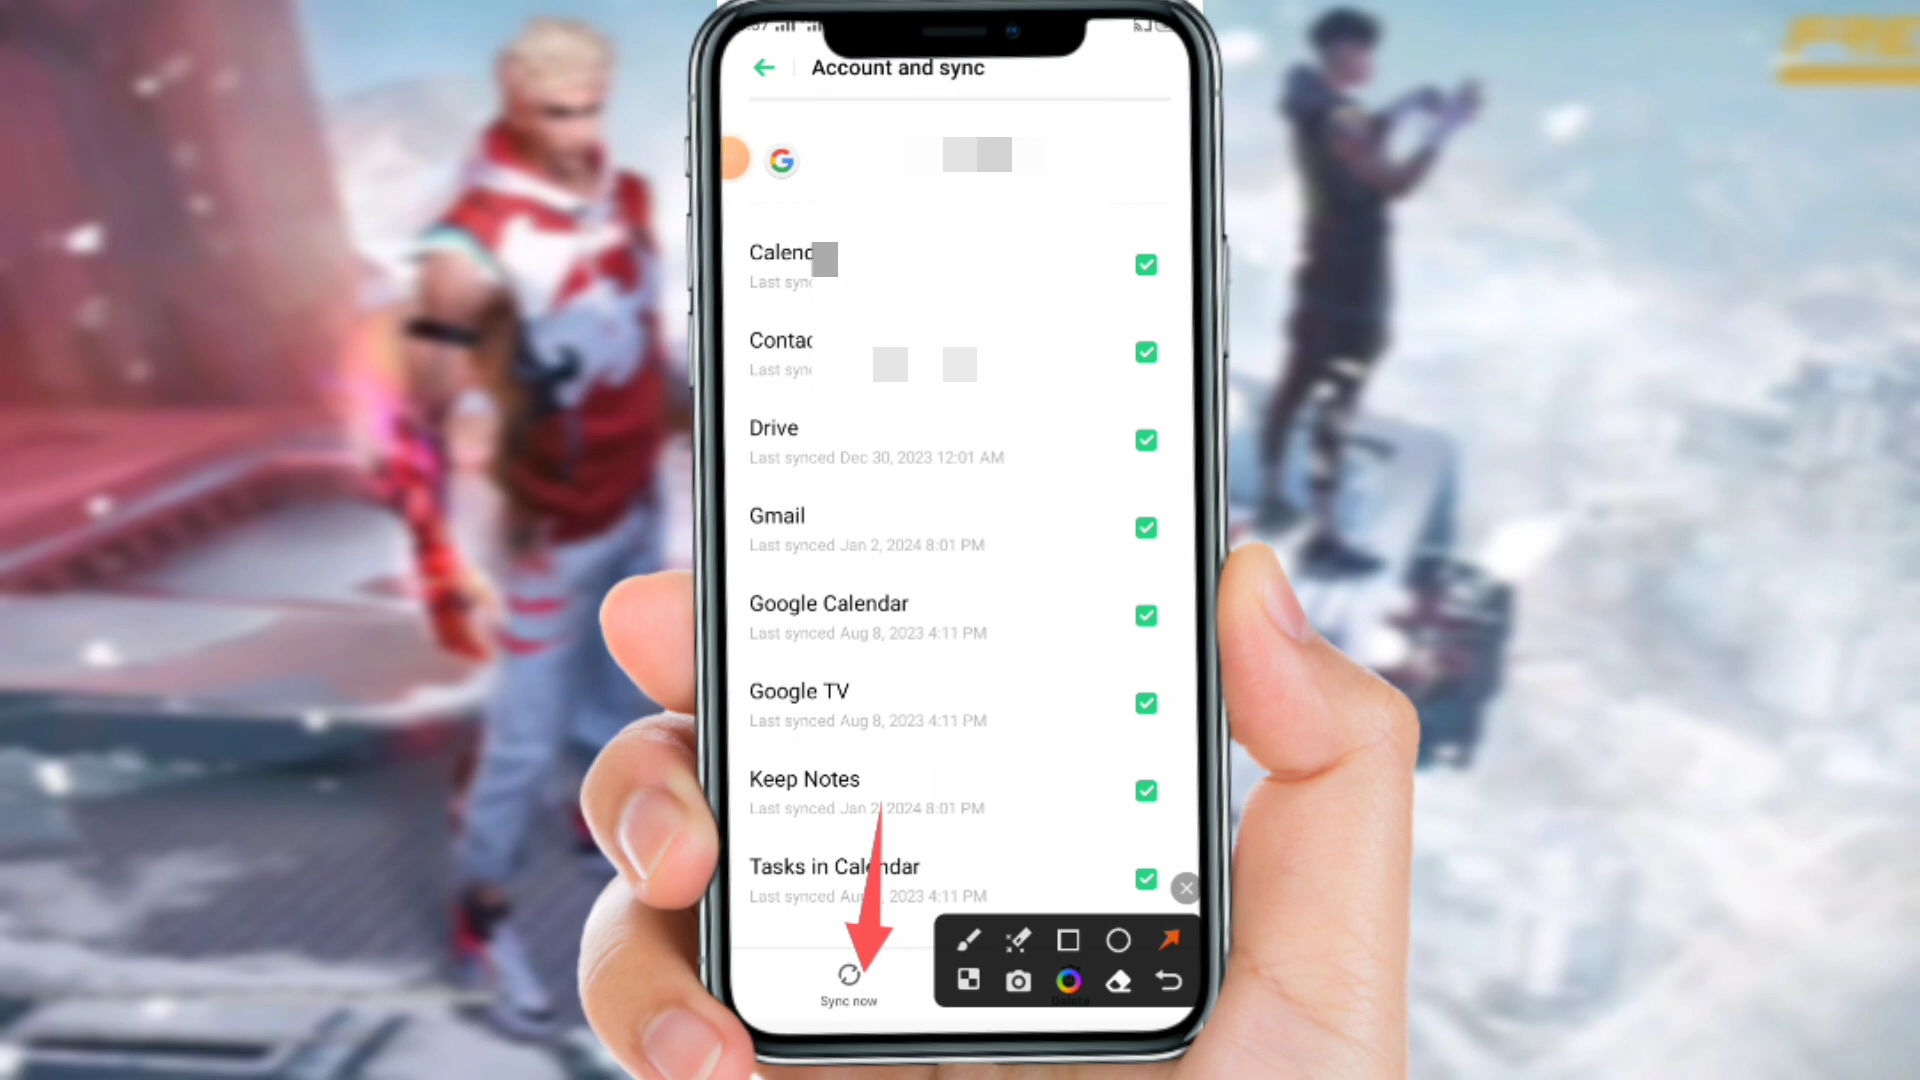 Account and sync
Calend
Last syn
Contac
Last syn
Drive
Last synced Dec 30, 2023 12:01 AM
Gmail
Last synced Jan 2, 2024 8:01 PM
Google Calendar
Last synced Aug 8, 2023 4:11 PM
Google TV
Last synced Aug 8, 2023 4:11 PM
Keep Notes
Last synced Jan 2, 2024 8:01 PM
Tasks in Calendar
Last synced Aug 8, 2023 4:11 PM
Sync now
Delete